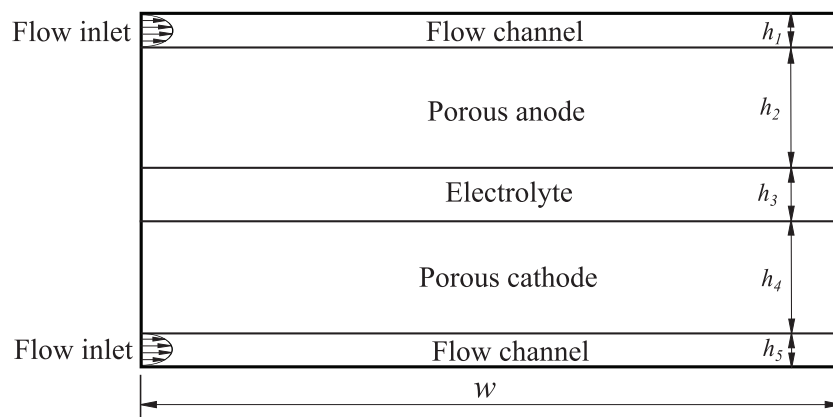 Flow inlet
Flow channel
h1
Porous anode
h2
Electrolyte
h3
Porous cathode
h4
Flow inlet
Flow channel
h5
w